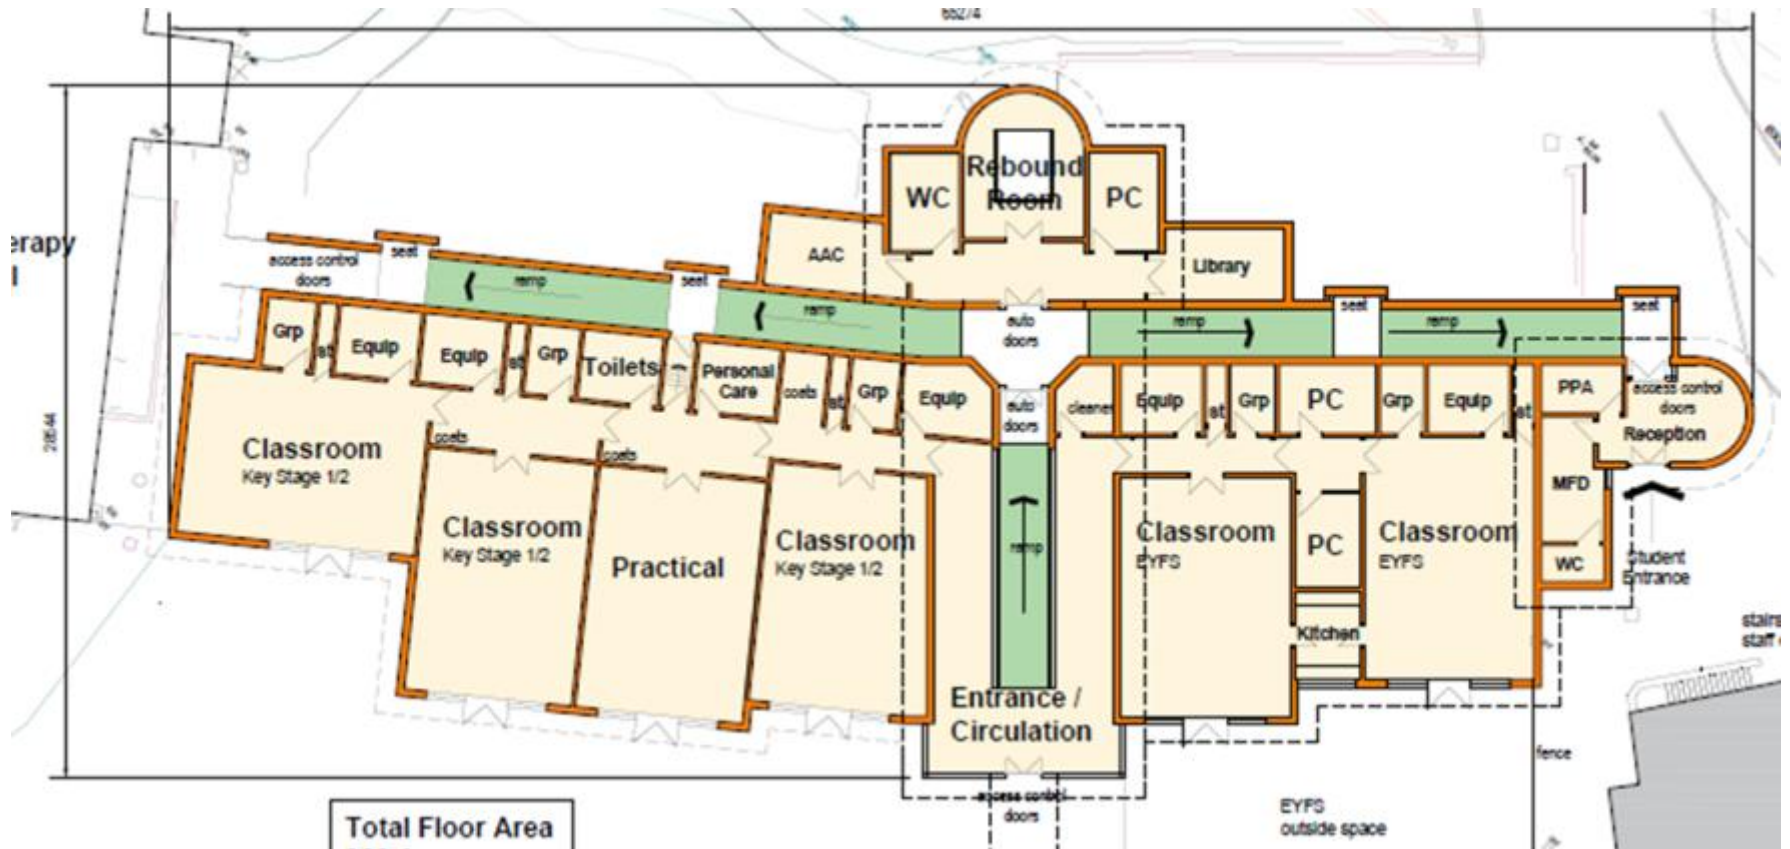 65274
Rebound
Room
WC
PC
erapy
AAC
Library
seat
access control
doors
ramp
seat
ramp
auto
doors
ramp
seat
ramp
seat
Grp
st
Equip
Equip
st
Grp
Toilets
Personal
Care
coats
st
Grp
Equip
auto
doors
cleaner
Equip
st
Grp
PC
Grp
Equip
st
PPA
access control
doors
Reception
28544
coats
coats
Classroom
Key Stage 1/2
Classroom
Key Stage 1/2
Practical
Classroom
Key Stage 1/2
ramp
Classroom
EYFS
PC
Classroom
EYFS
MFD
WC
Student
Entrance
Kitchen
stairs
staff
Entrance /
Circulation
fence
access control
doors
EYFS
outside space
Total Floor Area